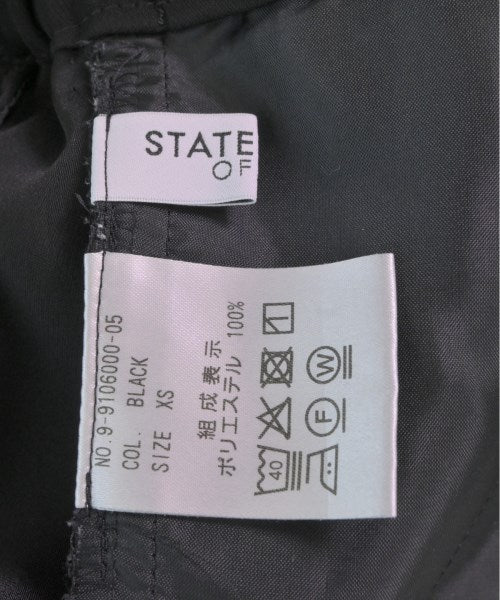 STATE
OF
NO.9-9106000-05
COL. BLACK
SIZE XS
組成表示
ポリエステル 100%
40
F
W